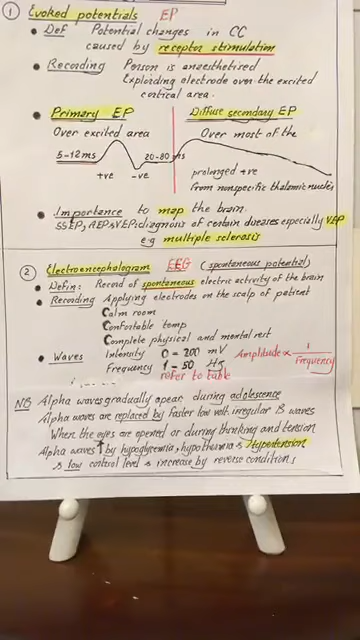 ① Evoked potentials EP
• Def Potential changes in CC
caused by receptor stimulation
• Recording Person is anaesthetized
Exploding electrode over the excited
cortical area.
• Primary EP Diffuse secondary EP
Over excited area Over most of the
5-12ms 20-80 ms
+ve -ve prolonged +ve
from nonspecific thalamic nuclei
• Importance to map the brain.
SSEP, AEP & VEP: diagnosis of certain diseases especially VEP
e.g multiple sclerosis
② Electroencephalogram EEG (spontaneous potential)
• Defin: Record of spontaneous electric activity of the brain
• Recording Applying electrodes on the scalp of patient
Calm room
Confortable temp
Complete physical and mental rest
• Waves Intensity 0 - 200 mV Amplitude ∝ 1/Frequency
Frequency 1 - 50 Hz
refer to table
NB Alpha waves gradually apear during adolescence
Alpha waves are replaced by faster low volt irregular B waves
When the eyes are opened or during thinking and tension
Alpha waves ↑ by hypoglycemia, hypothermia & Hypotension
& low cortisol level & increase by reverse conditions